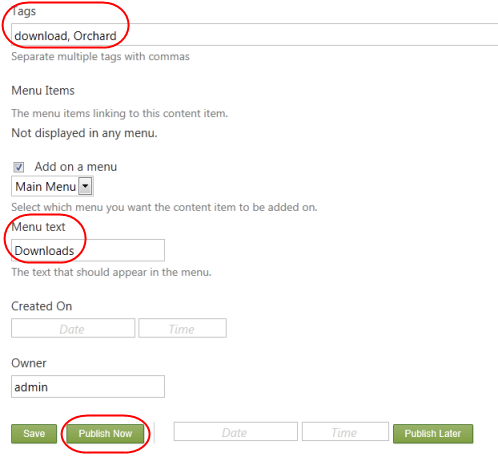 Tags
download, Orchard
Separate multiple tags with commas
Menu Items
The menu items linking to this content item.
Not displayed in any menu.
Add on a menu
Main Menu
Select which menu you want the content item to be added on.
Menu text
Downloads
The text that should appear in the menu.
Created On
Date Time
Owner
admin
Save Publish Now Date Time Publish Later